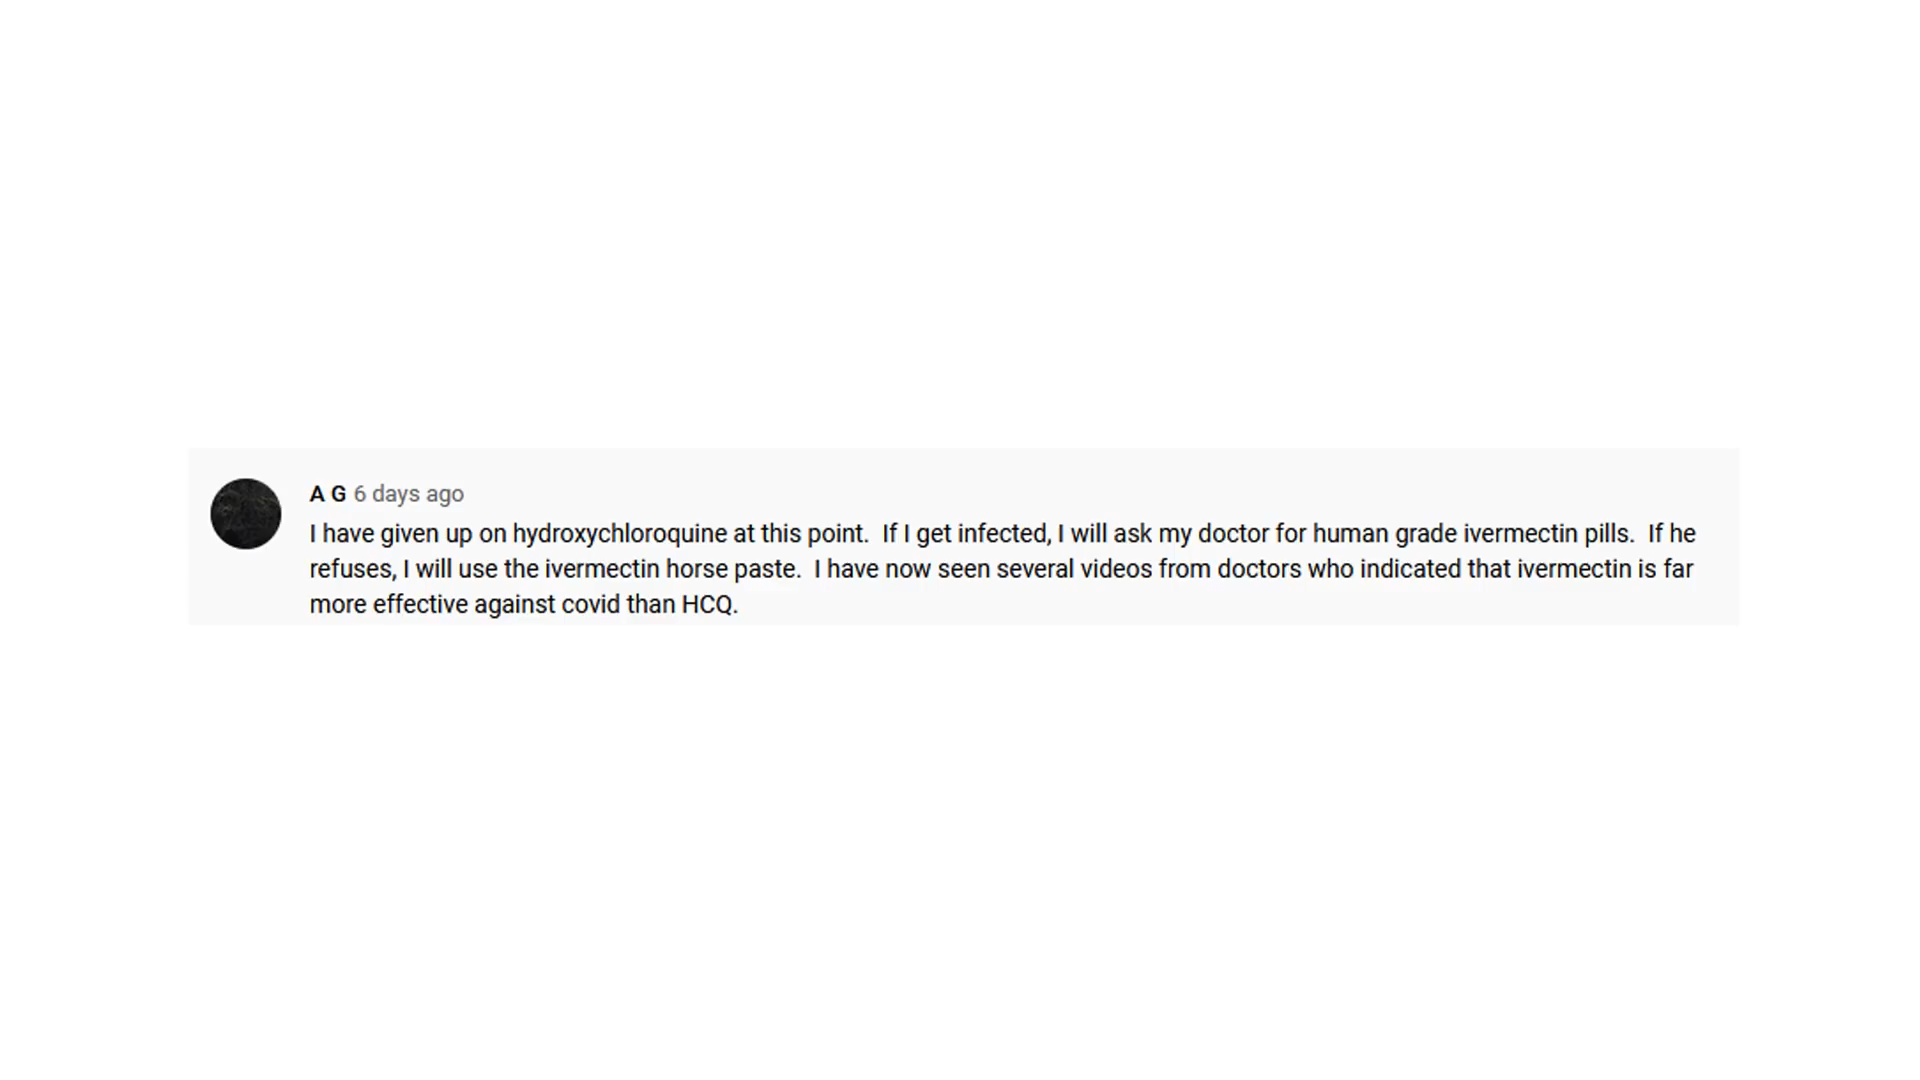 A G 6 days ago
I have given up on hydroxychloroquine at this point.  If I get infected, I will ask my doctor for human grade ivermectin pills.  If he
refuses, I will use the ivermectin horse paste.  I have now seen several videos from doctors who indicated that ivermectin is far
more effective against covid than HCQ.